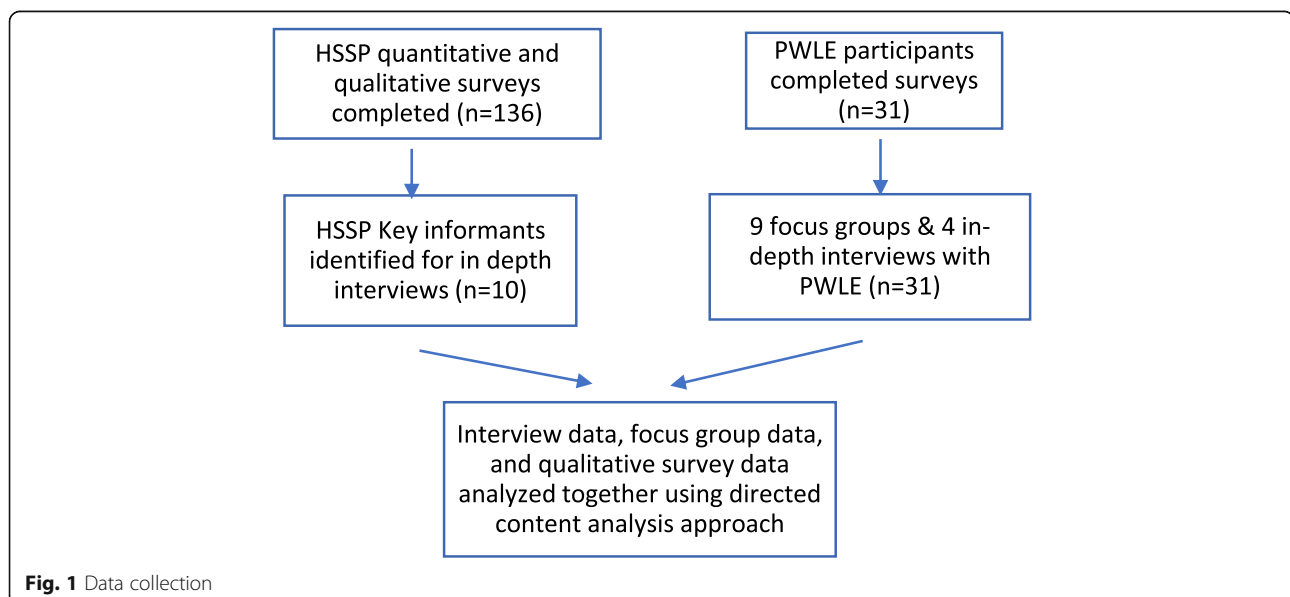 HSSP quantitative and
qualitative surveys
completed (n=136)
PWLE participants
completed surveys
(n=31)
HSSP Key informants
identified for in depth
interviews (n=10)
9 focus groups & 4 in-
depth interviews with
PWLE (n=31)
Interview data, focus group data,
and qualitative survey data
analyzed together using directed
content analysis approach
Fig. 1 Data collection